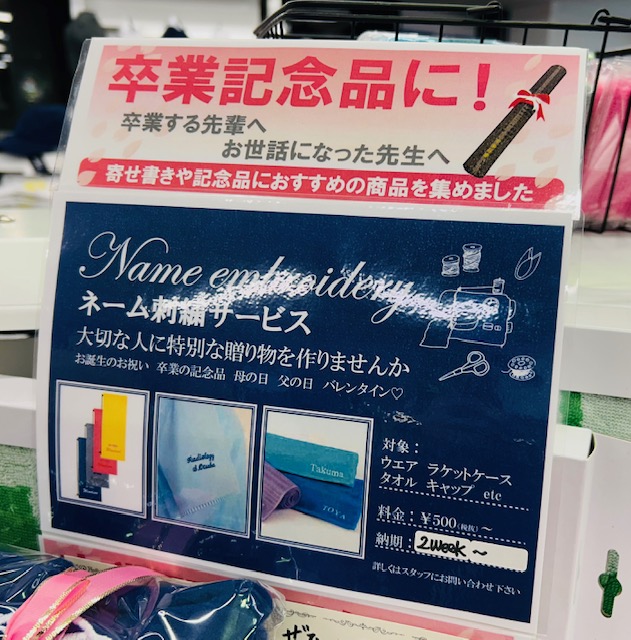 卒業記念品に!
卒業する先輩へ
お世話になった先生へ
寄せ書きや記念品におすすめの商品を集めました
Name embroidery
ネーム刺繍サービス
大切な人に特別な贈り物を作りませんか
お誕生のお祝い 卒業の記念品 母の日 父の日 バレンタイン♡
Takuma
TOYA
対象:
ウエア ラケットケース
タオル キャップ etc
料金:¥500(税抜)~
納期:2week~
詳しくはスタッフにお問い合わせ下さい